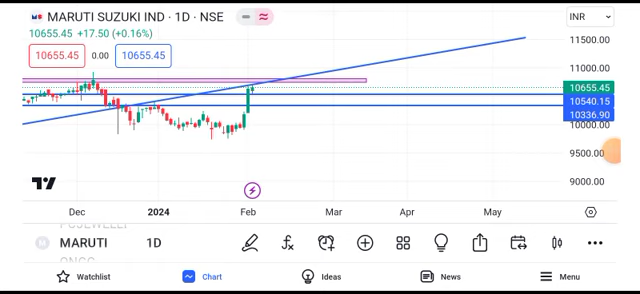 MARUTI SUZUKI IND · 1D · NSE
INR
10655.45 +17.50 (+0.16%)
10655.45 0.00 10655.45
11500.00
11000.00
10655.45
10540.15
10336.90
10000.00
9500.00
9000.00
Dec 2024 Feb Mar Apr May
M MARUTI 1D
ONGC
Watchlist Chart Ideas News Menu